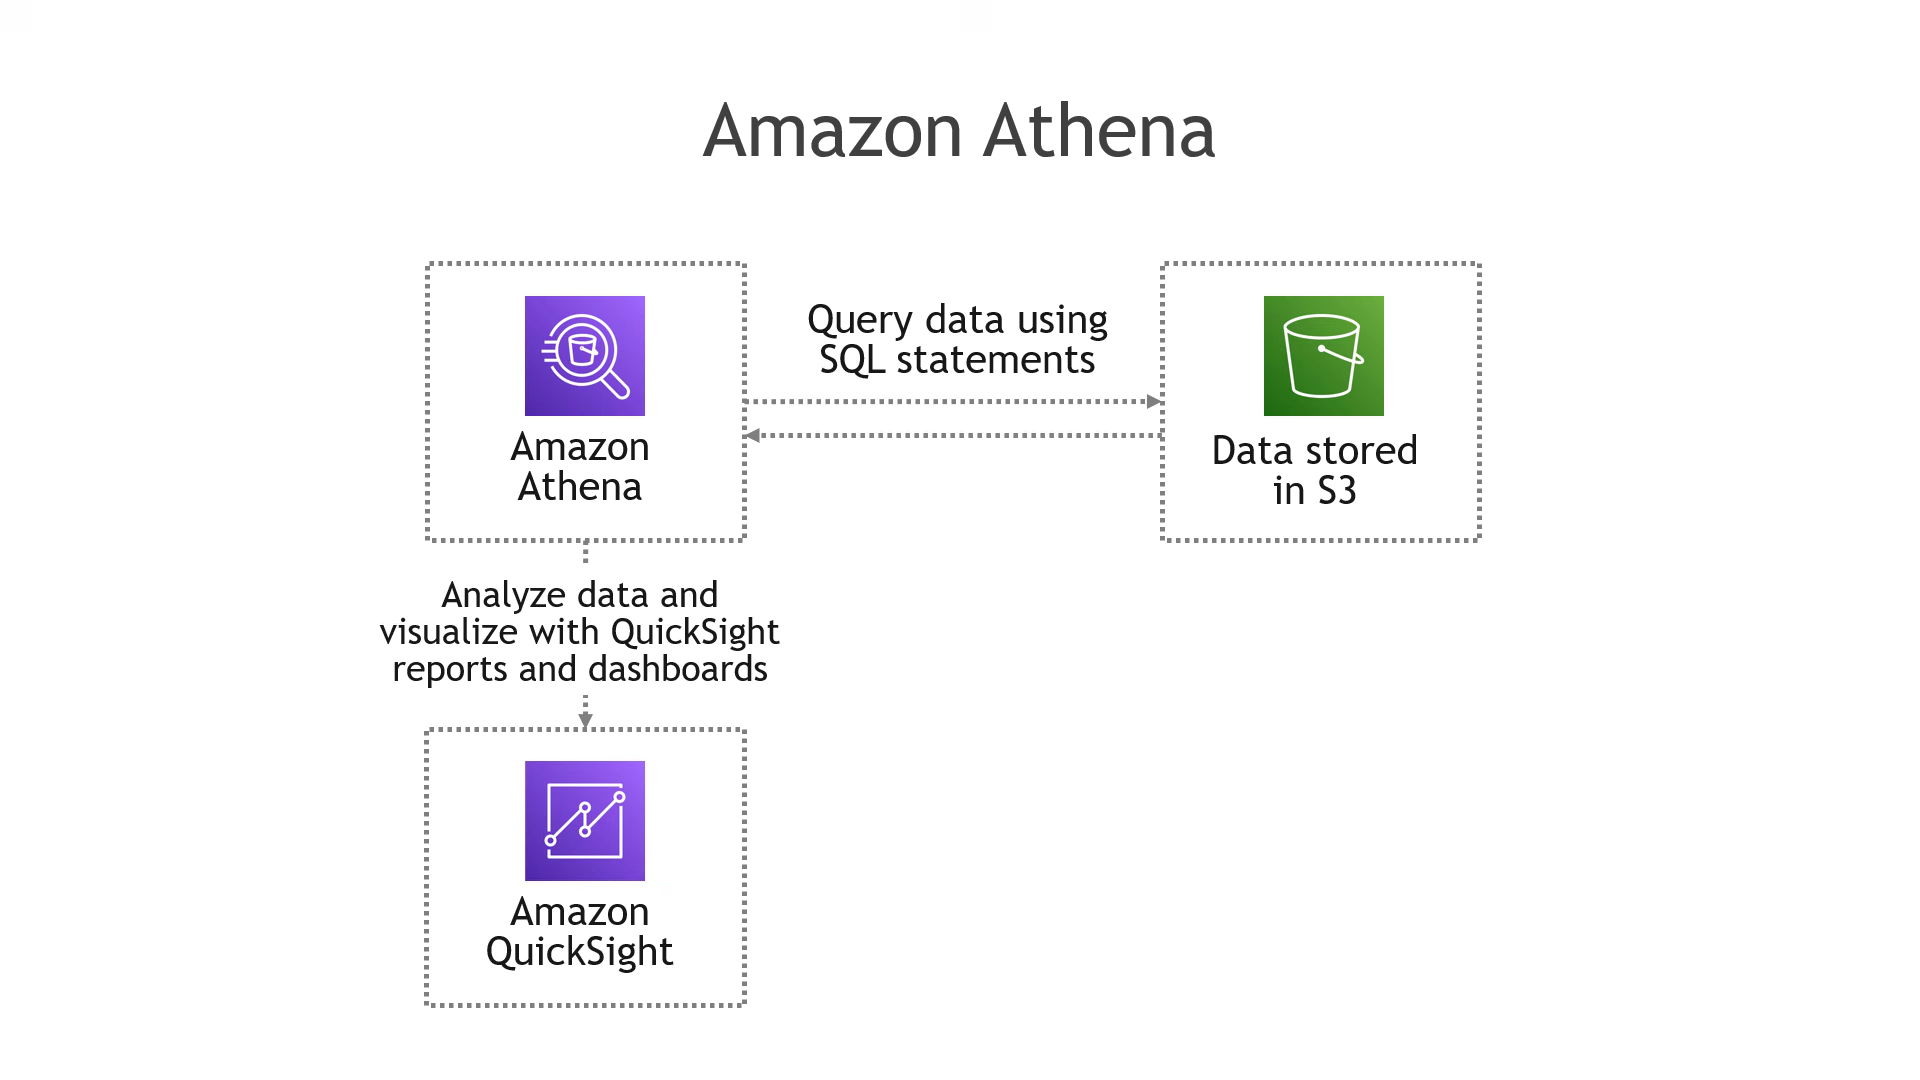 Amazon Athena
Query data using
SQL statements
Amazon
Athena
Data stored
in S3
Analyze data and
visualize with QuickSight
reports and dashboards
Amazon
QuickSight